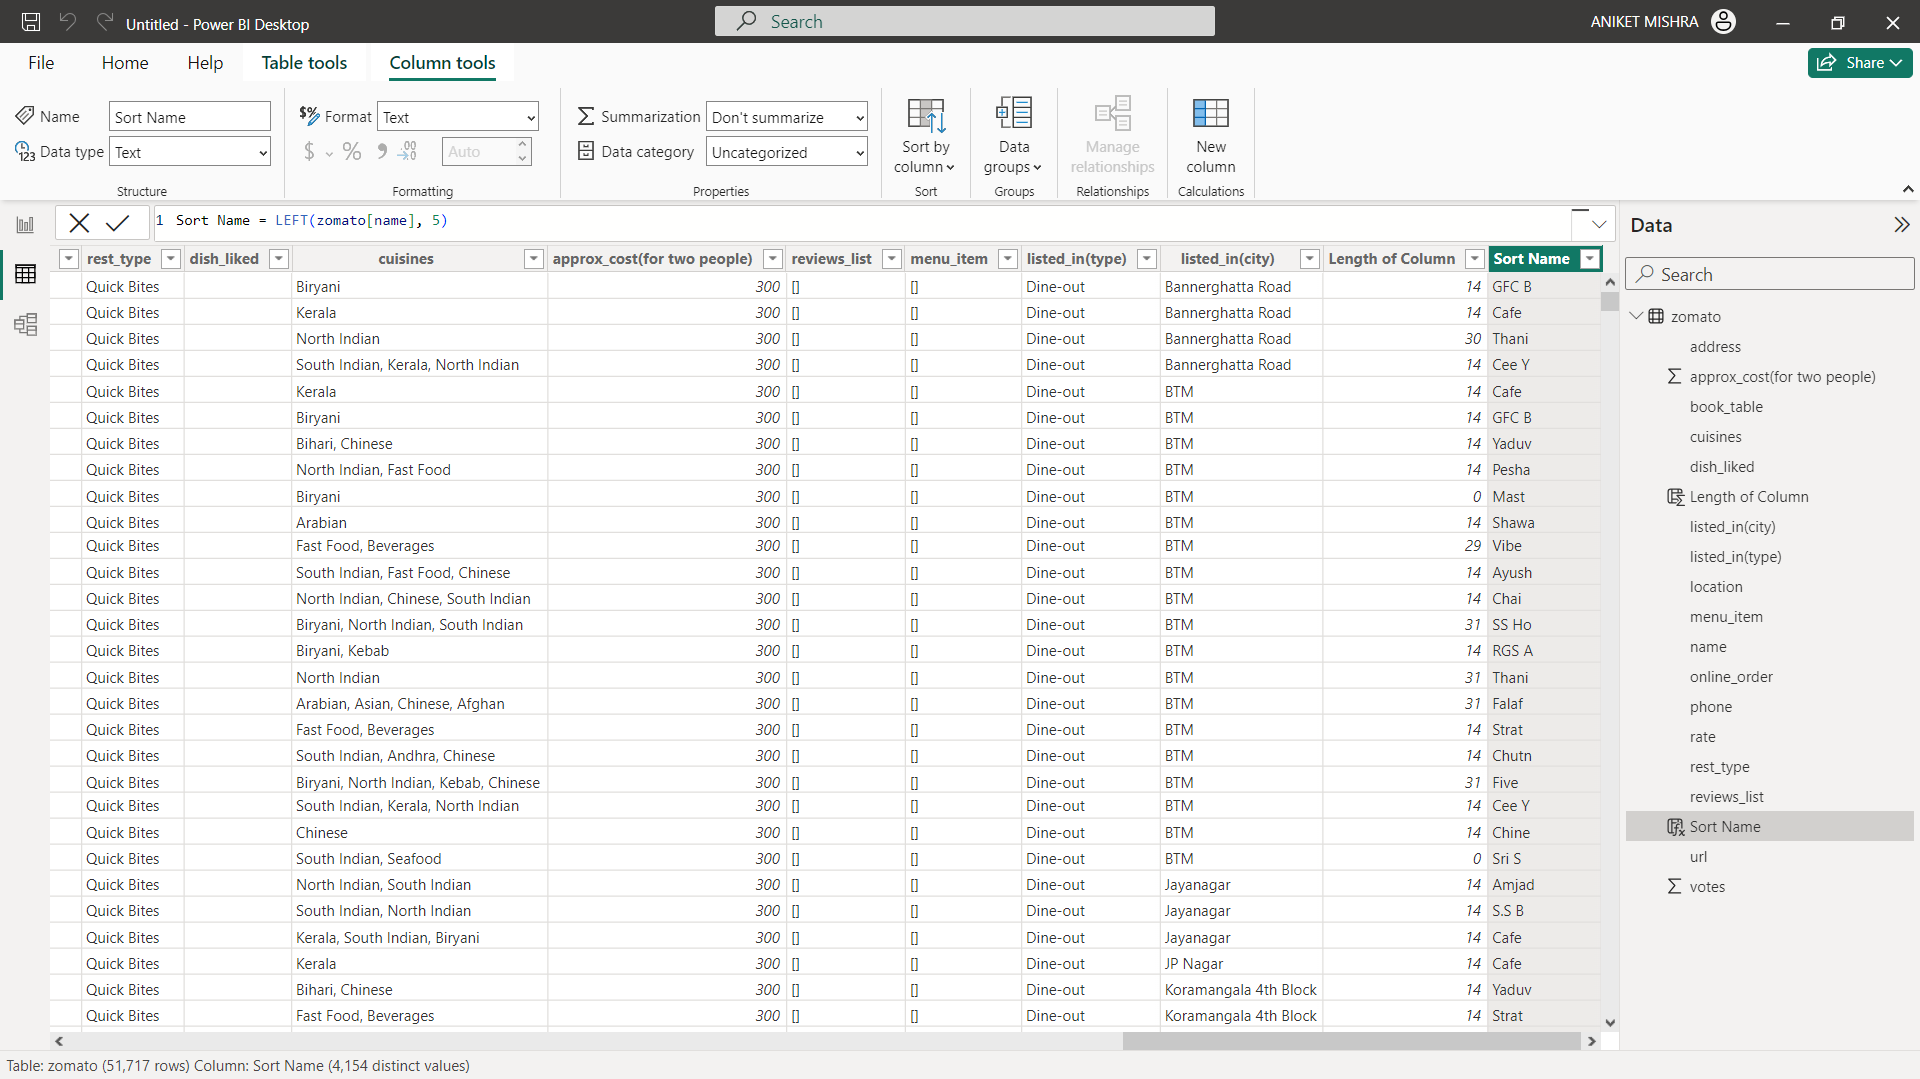 Untitled - Power BI Desktop
Search
ANIKET MISHRA
File Home Help Table tools Column tools
Share
Name Sort Name
Data type Text
Structure
Format Text
$ % Auto
Formatting
Summarization Don't summarize
Data category Uncategorized
Properties
Sort by column
Sort
Data groups
Groups
Manage relationships
Relationships
New column
Calculations
1 Sort Name = LEFT(zomato[name], 5)
rest_type dish_liked cuisines approx_cost(for two people) reviews_list menu_item listed_in(type) listed_in(city) Length of Column Sort Name
Quick Bites Biryani 300 [] [] Dine-out Bannerghatta Road 14 GFC B
Quick Bites Kerala 300 [] [] Dine-out Bannerghatta Road 14 Cafe
Quick Bites North Indian 300 [] [] Dine-out Bannerghatta Road 30 Thani
Quick Bites South Indian, Kerala, North Indian 300 [] [] Dine-out Bannerghatta Road 14 Cee Y
Quick Bites Kerala 300 [] [] Dine-out BTM 14 Cafe
Quick Bites Biryani 300 [] [] Dine-out BTM 14 GFC B
Quick Bites Bihari, Chinese 300 [] [] Dine-out BTM 14 Yaduv
Quick Bites North Indian, Fast Food 300 [] [] Dine-out BTM 14 Pesha
Quick Bites Biryani 300 [] [] Dine-out BTM 0 Mast
Quick Bites Arabian 300 [] [] Dine-out BTM 14 Shawa
Quick Bites Fast Food, Beverages 300 [] [] Dine-out BTM 29 Vibe
Quick Bites South Indian, Fast Food, Chinese 300 [] [] Dine-out BTM 14 Ayush
Quick Bites North Indian, Chinese, South Indian 300 [] [] Dine-out BTM 14 Chai
Quick Bites Biryani, North Indian, South Indian 300 [] [] Dine-out BTM 31 SS Ho
Quick Bites Biryani, Kebab 300 [] [] Dine-out BTM 14 RGS A
Quick Bites North Indian 300 [] [] Dine-out BTM 31 Thani
Quick Bites Arabian, Asian, Chinese, Afghan 300 [] [] Dine-out BTM 31 Falaf
Quick Bites Fast Food, Beverages 300 [] [] Dine-out BTM 14 Strat
Quick Bites South Indian, Andhra, Chinese 300 [] [] Dine-out BTM 14 Chutn
Quick Bites Biryani, North Indian, Kebab, Chinese 300 [] [] Dine-out BTM 31 Five
Quick Bites South Indian, Kerala, North Indian 300 [] [] Dine-out BTM 14 Cee Y
Quick Bites Chinese 300 [] [] Dine-out BTM 14 Chine
Quick Bites South Indian, Seafood 300 [] [] Dine-out BTM 0 Sri S
Quick Bites North Indian, South Indian 300 [] [] Dine-out Jayanagar 14 Amjad
Quick Bites South Indian, North Indian 300 [] [] Dine-out Jayanagar 14 S.S B
Quick Bites Kerala, South Indian, Biryani 300 [] [] Dine-out Jayanagar 14 Cafe
Quick Bites Kerala 300 [] [] Dine-out JP Nagar 14 Cafe
Quick Bites Bihari, Chinese 300 [] [] Dine-out Koramangala 4th Block 14 Yaduv
Quick Bites Fast Food, Beverages 300 [] [] Dine-out Koramangala 4th Block 14 Strat
Data
Search
zomato
address
approx_cost(for two people)
book_table
cuisines
dish_liked
Length of Column
listed_in(city)
listed_in(type)
location
menu_item
name
online_order
phone
rate
rest_type
reviews_list
Sort Name
url
votes
Table: zomato (51,717 rows) Column: Sort Name (4,154 distinct values)